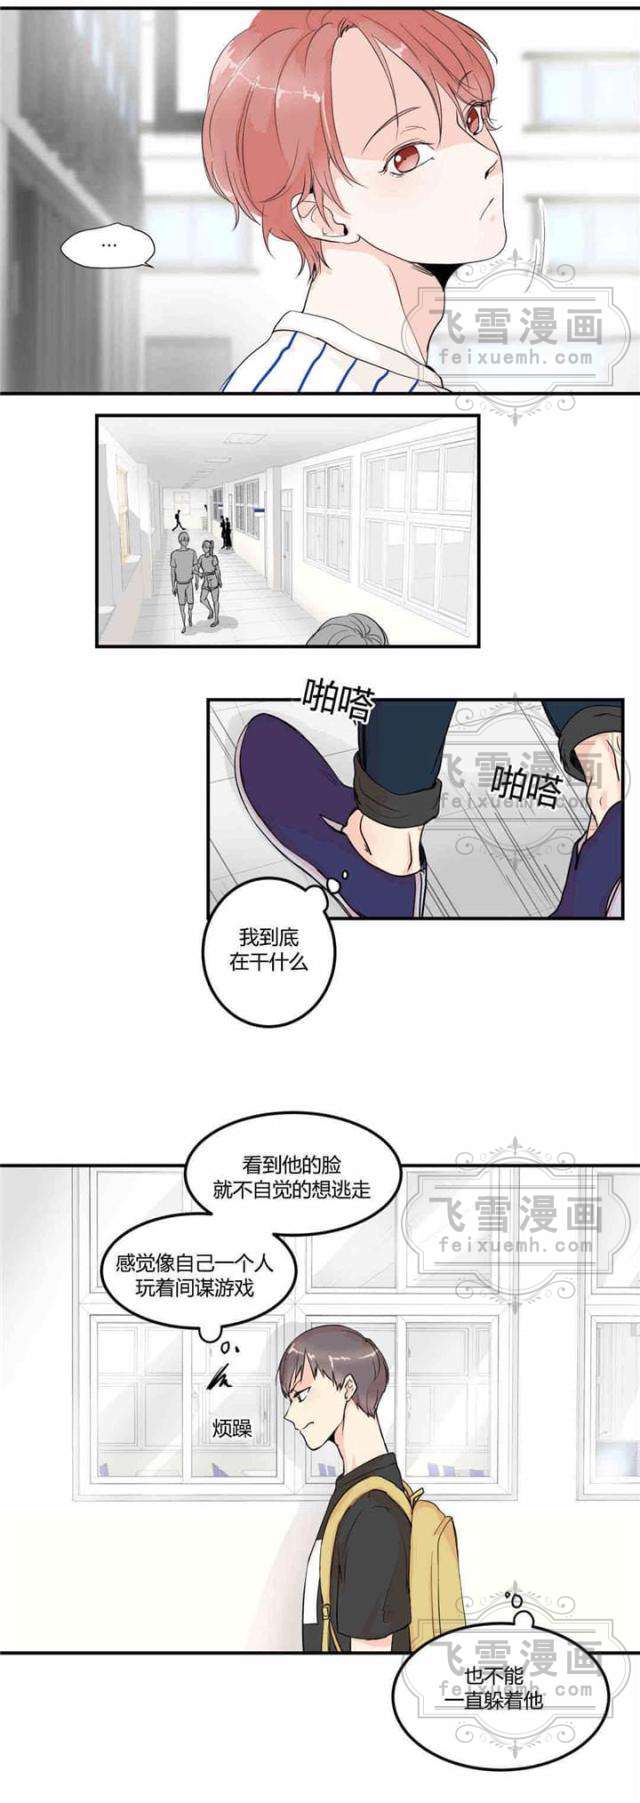 ...
飞雪漫画
feixuemh.com
啪嗒
啪嗒
飞雪漫画
feixuemh.com
我到底
在干什么
看到他的脸
就不自觉的想逃走
飞雪漫画
feixuemh.com
感觉像自己一个人
玩着间谍游戏
烦躁
飞雪漫画
feixuemh.com
也不能
一直躲着他